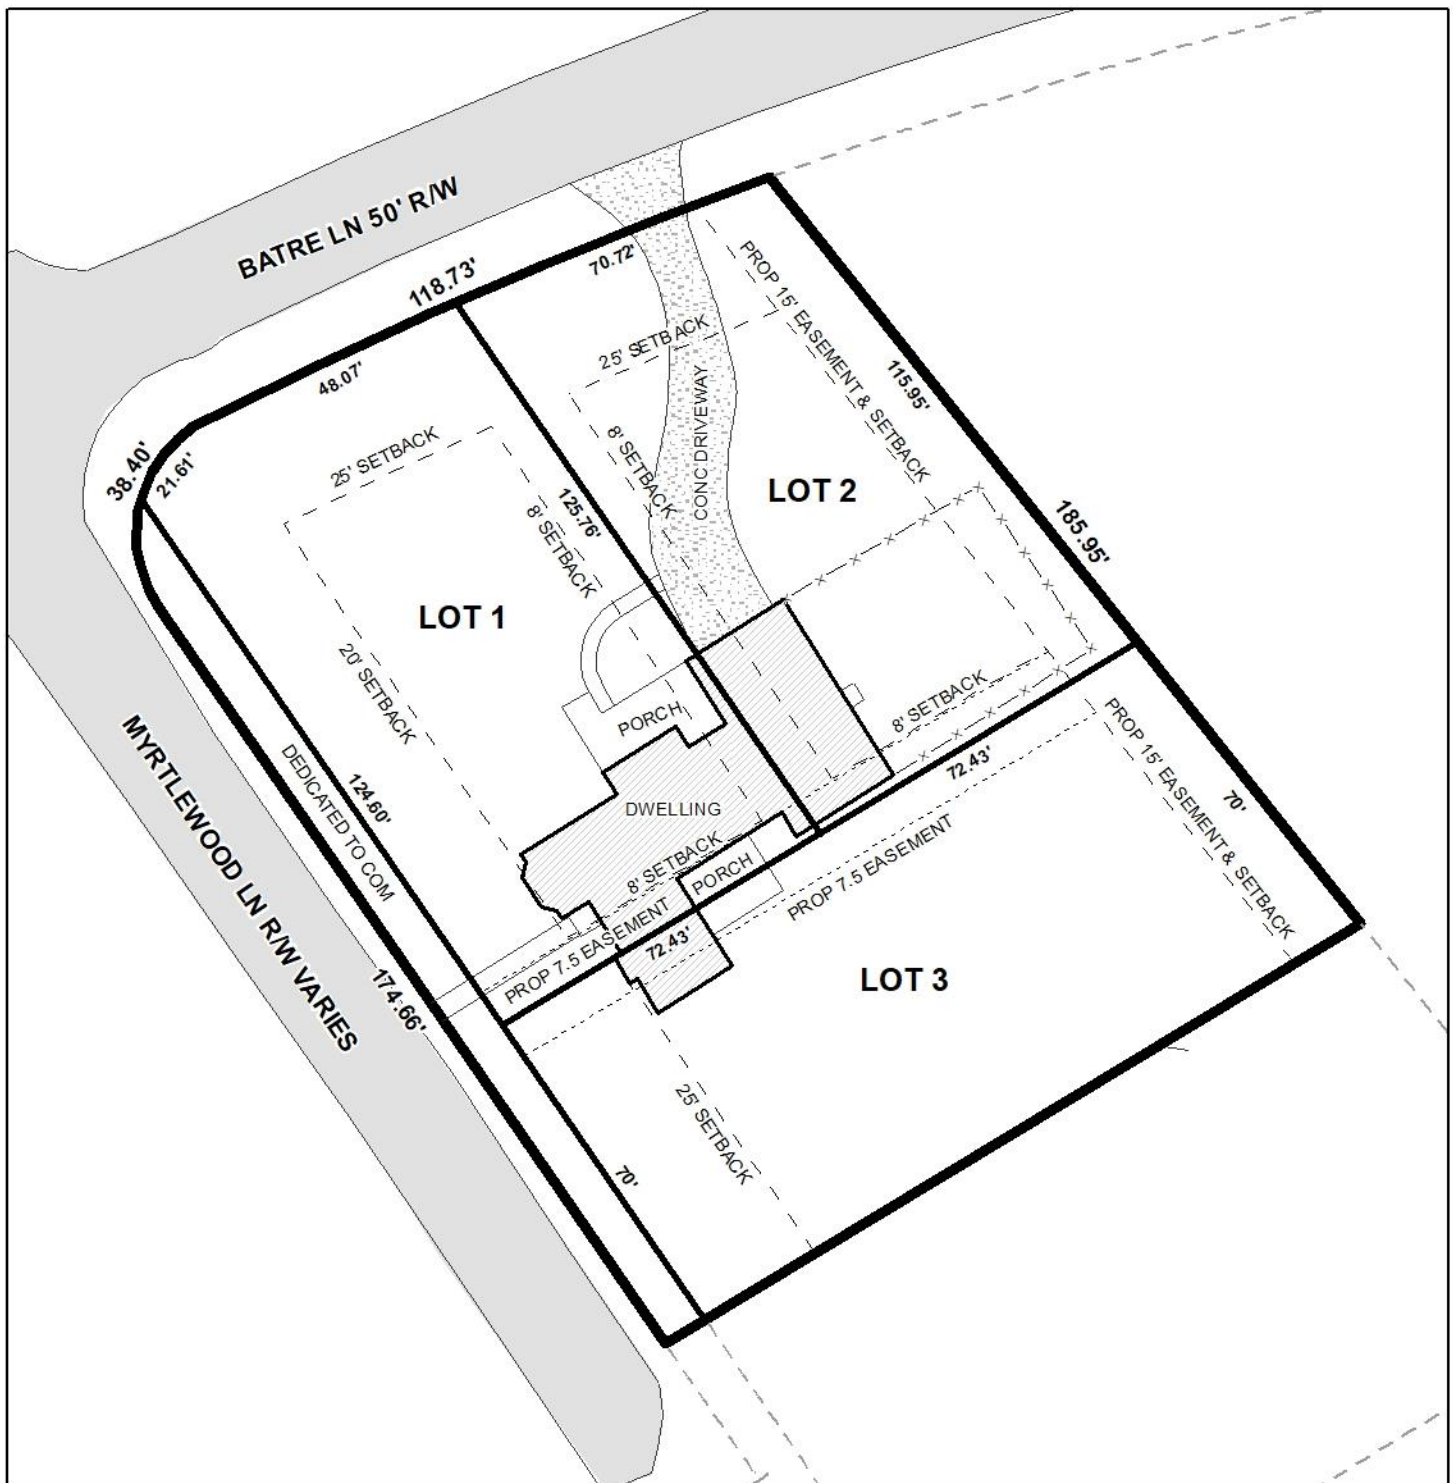 BATRE LN 50' R/W
118.73'
70.72'
48.07'
PROP 15' EASEMENT & SETBACK
115.95'
25' SETBACK
25' SETBACK
8' SETBACK
CONC DRIVEWAY
LOT 2
38.40'
21.61'
125.76'
8' SETBACK
185.95'
LOT 1
20' SETBACK
PORCH
8' SETBACK
MYRTLEWOOD LN R/W VARIES
DEDICATED TO COM
124.60'
DWELLING
72.43'
PROP 15' EASEMENT & SETBACK
70'
8' SETBACK
PORCH
PROP 7.5 EASEMENT
PROP 7.5 EASEMENT
72.43'
174.66'
LOT 3
25' SETBACK
70'